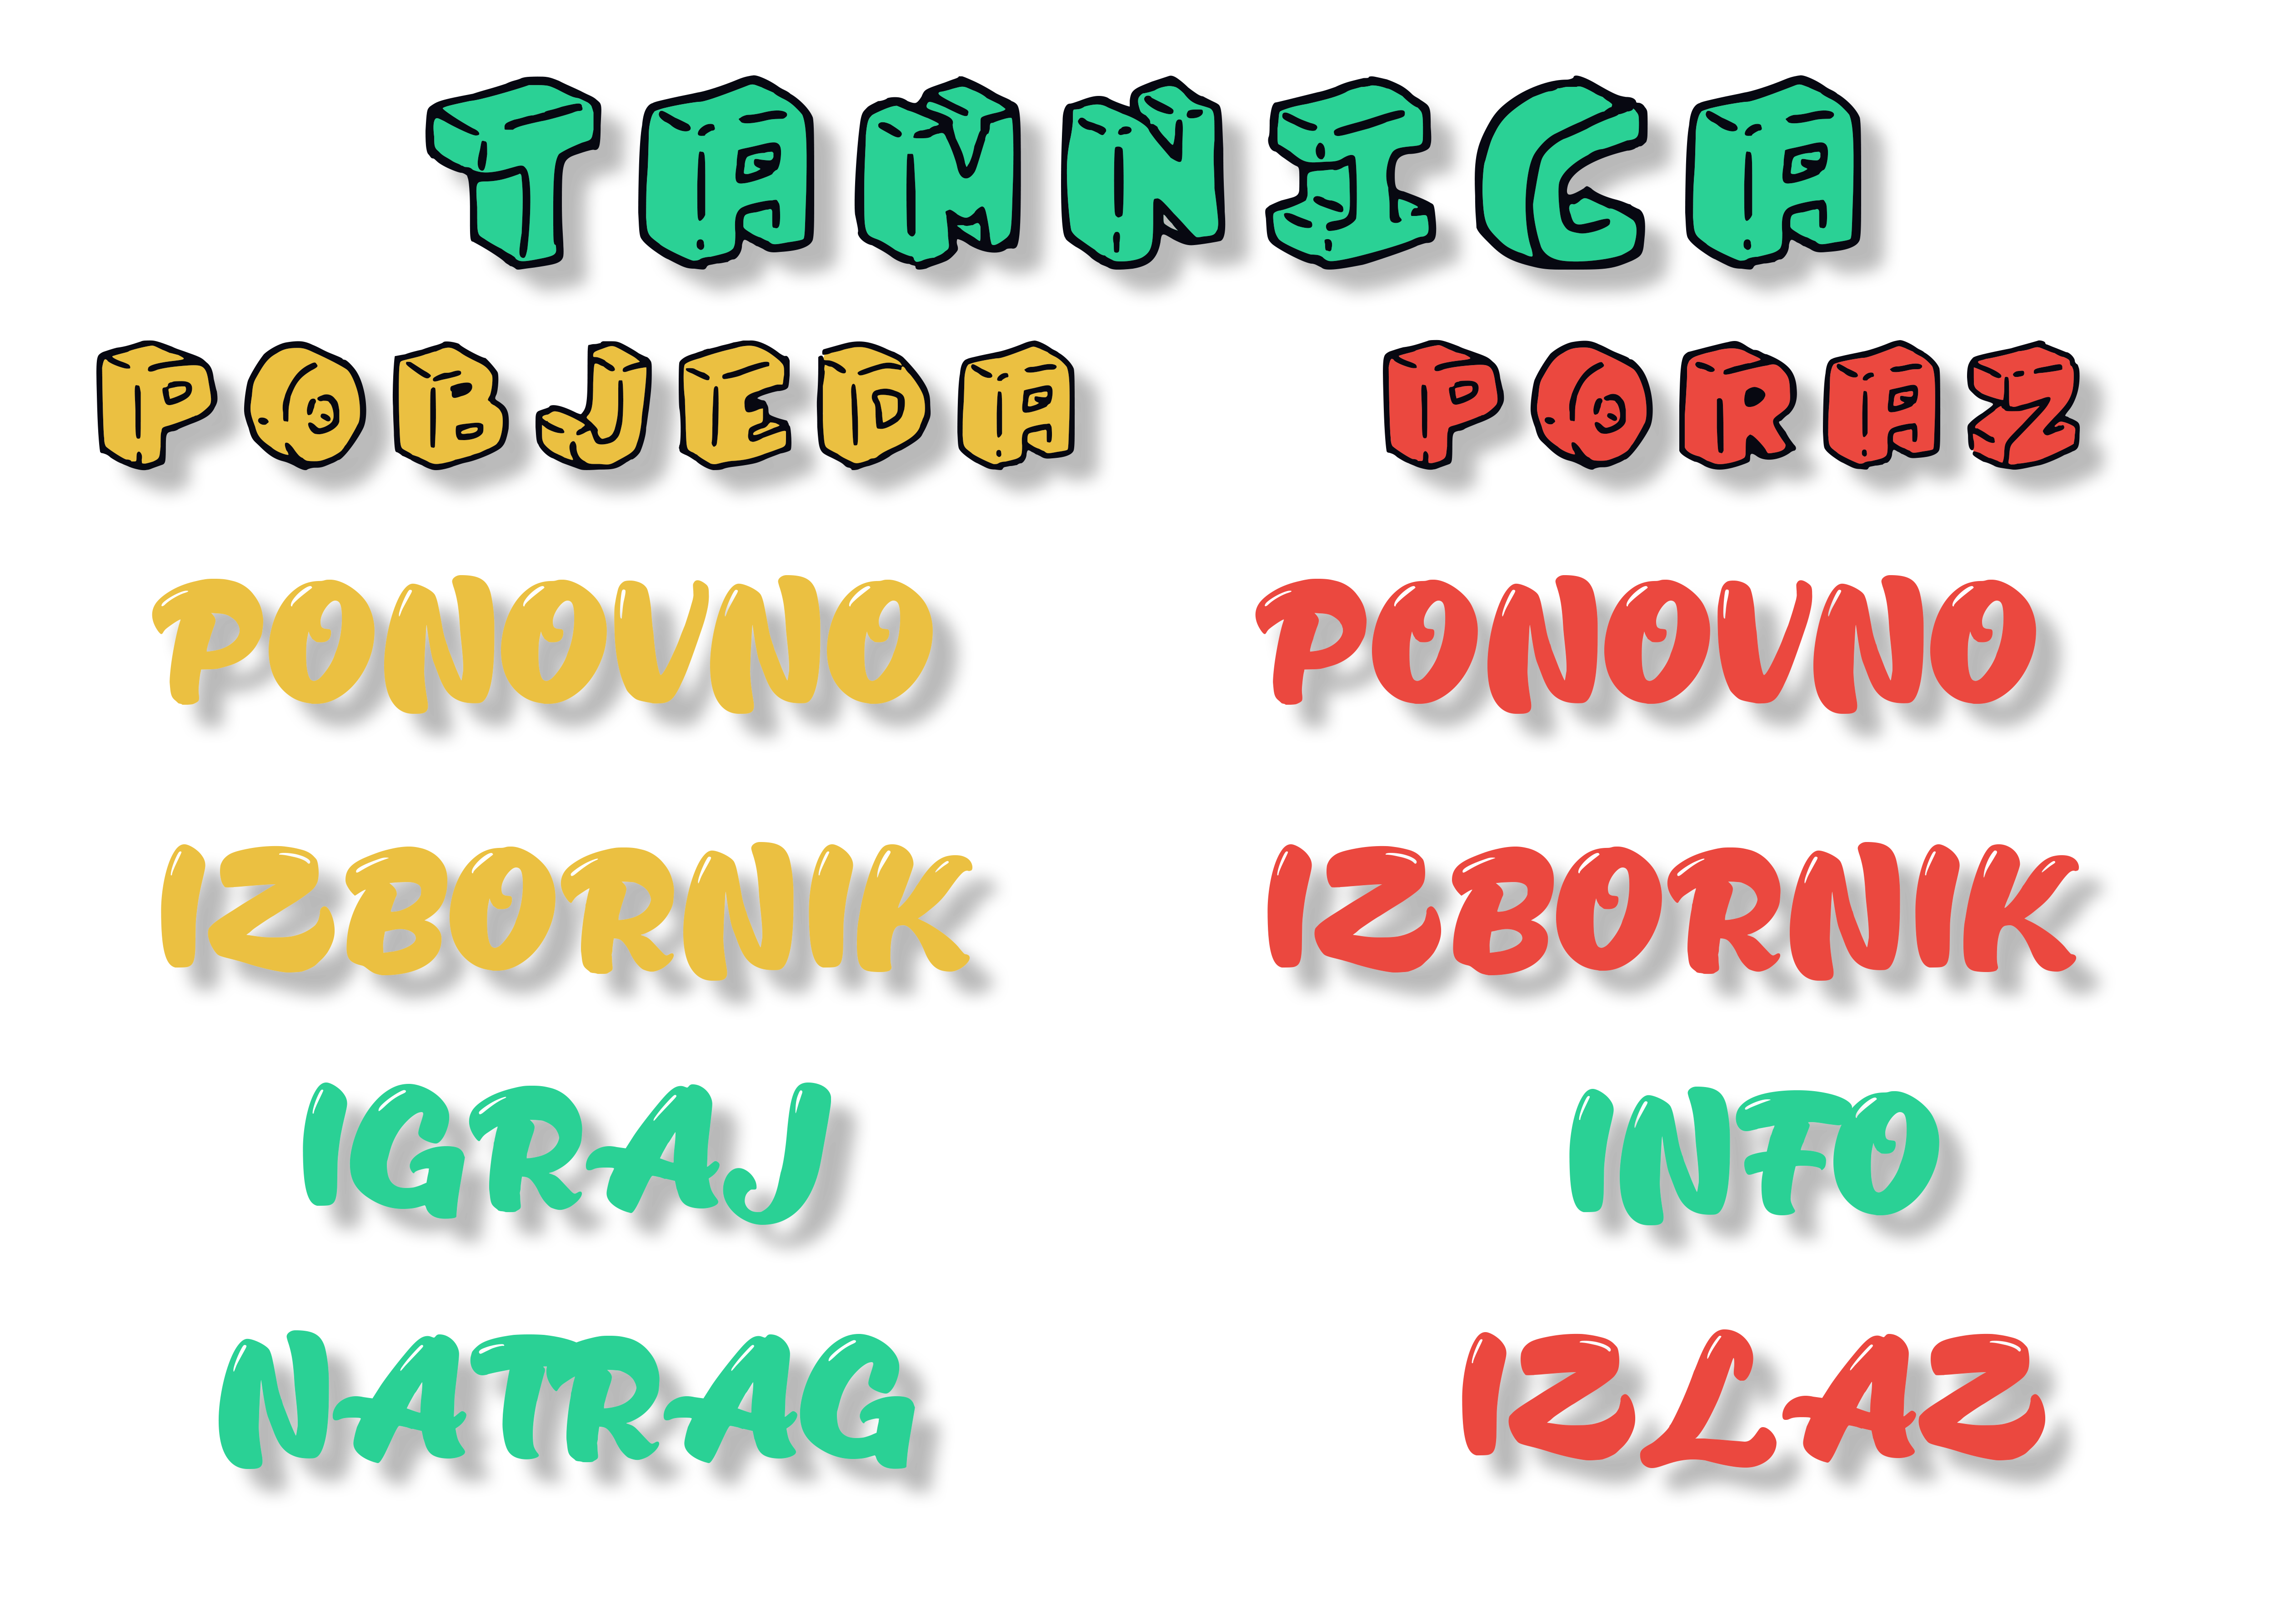 TAMNICA
POBJEDA PORAZ
PONOVNO PONOVNO
IZBORNIK IZBORNIK
IGRAJ INFO
NATRAG IZLAZ